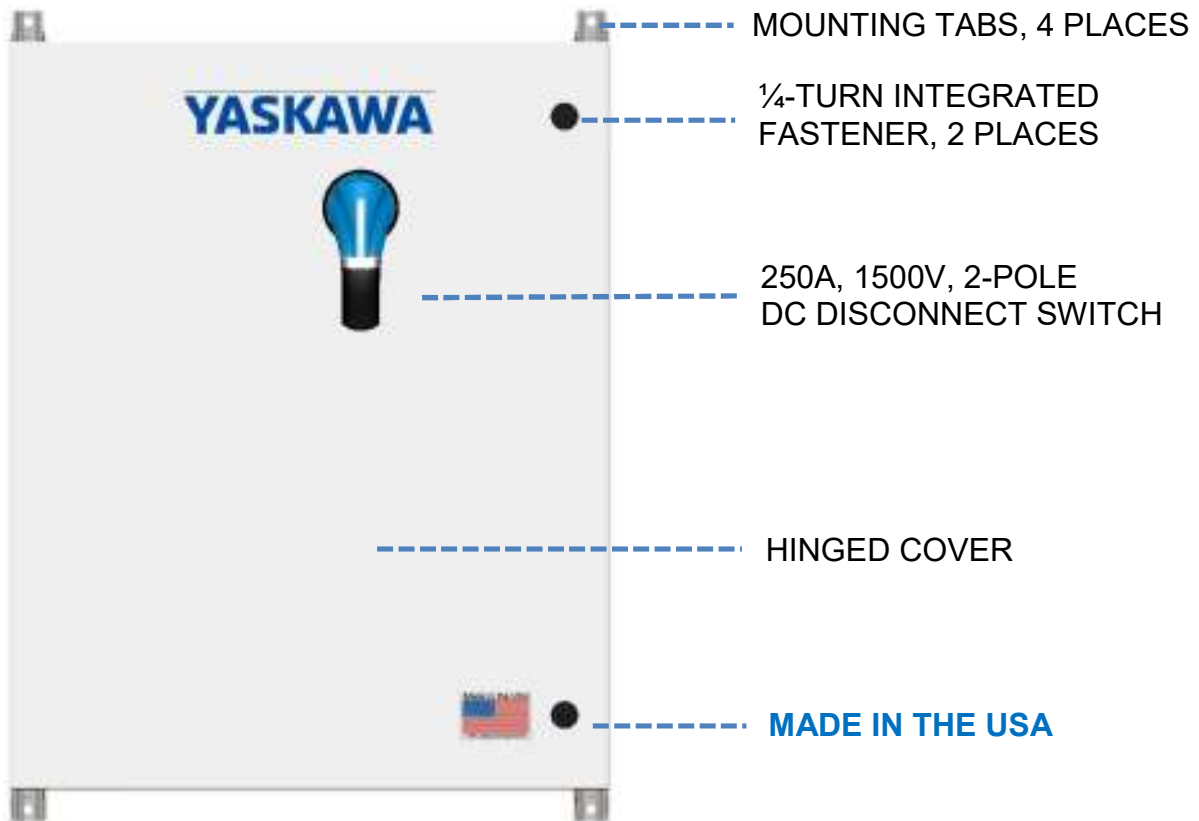 MOUNTING TABS, 4 PLACES
YASKAWA
¼-TURN INTEGRATED
FASTENER, 2 PLACES
250A, 1500V, 2-POLE
DC DISCONNECT SWITCH
HINGED COVER
MADE IN THE USA